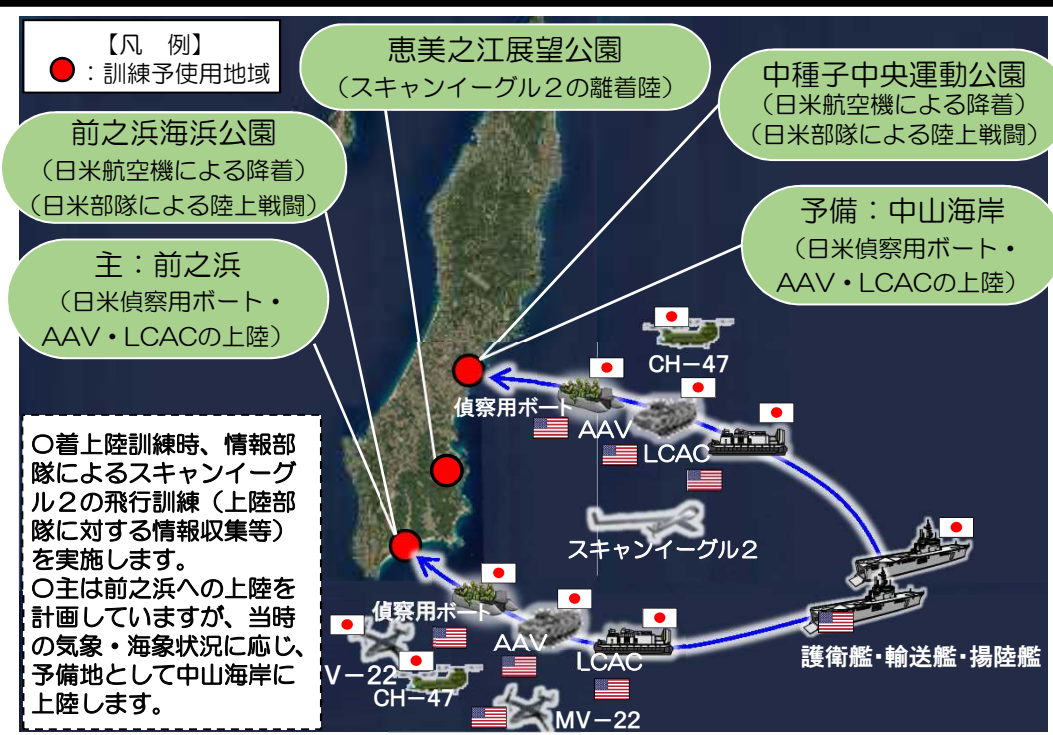 【凡　例】
：訓練予使用地域
恵美之江展望公園
（スキャンイーグル２の離着陸）
中種子中央運動公園
（日米航空機による降着）
（日米部隊による陸上戦闘）
前之浜海浜公園
（日米航空機による降着）
（日米部隊による陸上戦闘）
予備：中山海岸
（日米偵察用ボート・
AAV・LCACの上陸）
主：前之浜
（日米偵察用ボート・
AAV・LCACの上陸）
CH－47
偵察用ボート
AAV
LCAC
スキャンイーグル２
〇着上陸訓練時、情報部
隊によるスキャンイーグ
ル２の飛行訓練（上陸部
隊に対する情報収集等）
を実施します。
〇主は前之浜への上陸を
計画していますが、当時
の気象・海象状況に応じ、
予備地として中山海岸に
上陸します。
偵察用ボート
AAV
LCAC
護衛艦・輸送艦・揚陸艦
V－22
CH－47
MV－22